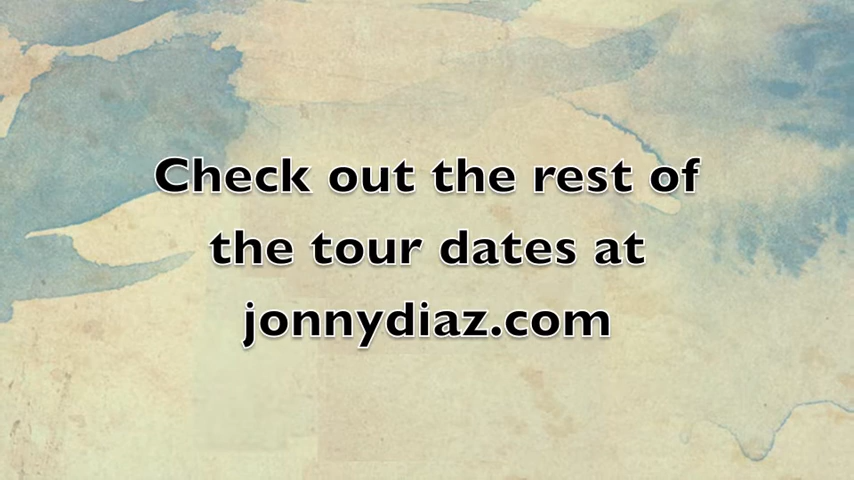 Check out the rest of
the tour dates at
jonnydiaz.com